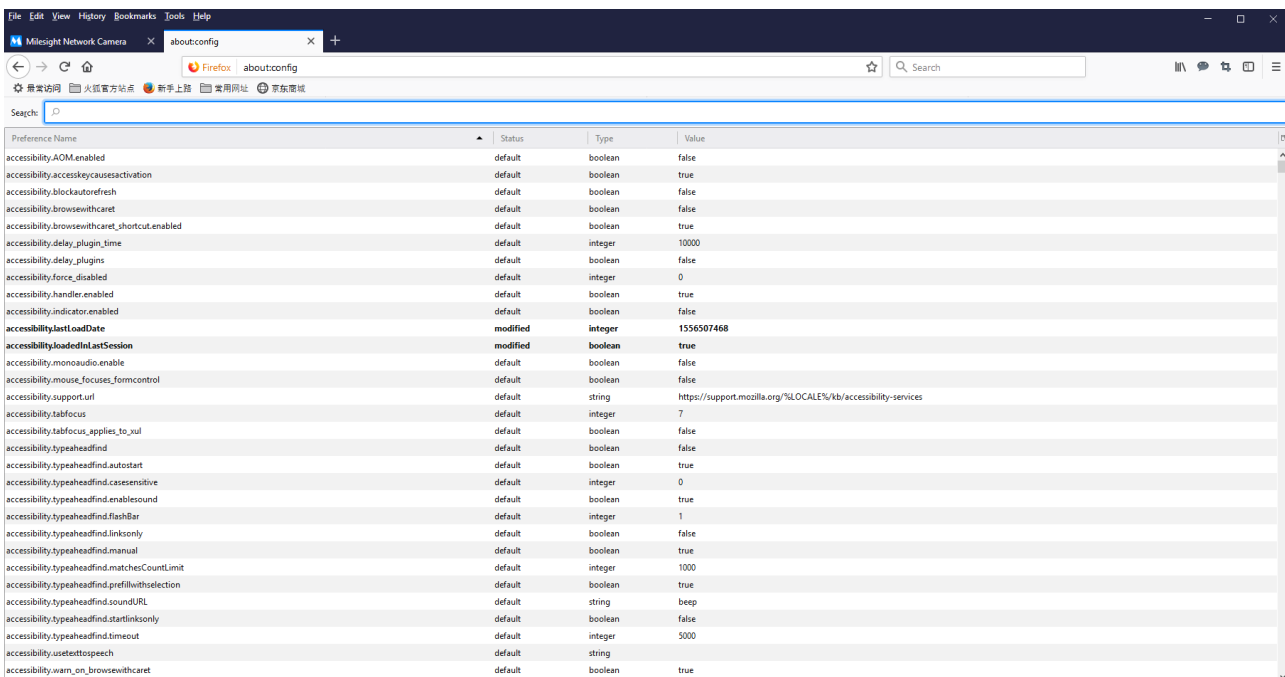 File Edit View History Bookmarks Tools Help
Milesight Network Camera about:config
Firefox about:config Search
最常访问 火狐官方站点 新手上路 常用网址 京东商城
Search:
Preference Name Status Type Value
accessibility.AOM.enabled default boolean false
accessibility.accesskeycausesactivation default boolean true
accessibility.blockautorefresh default boolean false
accessibility.browsewithcaret default boolean false
accessibility.browsewithcaret_shortcut.enabled default boolean true
accessibility.delay_plugin_time default integer 10000
accessibility.delay_plugins default boolean false
accessibility.force_disabled default integer 0
accessibility.handler.enabled default boolean true
accessibility.indicator.enabled default boolean false
accessibility.lastLoadDate modified integer 1556507468
accessibility.loadedInLastSession modified boolean true
accessibility.monoaudio.enable default boolean false
accessibility.mouse_focuses_formcontrol default boolean false
accessibility.support.url default string https://support.mozilla.org/%LOCALE%/kb/accessibility-services
accessibility.tabfocus default integer 7
accessibility.tabfocus_applies_to_xul default boolean false
accessibility.typeaheadfind default boolean false
accessibility.typeaheadfind.autostart default boolean true
accessibility.typeaheadfind.casesensitive default integer 0
accessibility.typeaheadfind.enablesound default boolean true
accessibility.typeaheadfind.flashBar default integer 1
accessibility.typeaheadfind.linksonly default boolean false
accessibility.typeaheadfind.manual default boolean true
accessibility.typeaheadfind.matchesCountLimit default integer 1000
accessibility.typeaheadfind.prefillwithselection default boolean true
accessibility.typeaheadfind.soundURL default string beep
accessibility.typeaheadfind.startlinksonly default boolean false
accessibility.typeaheadfind.timeout default integer 5000
accessibility.usetexttospeech default string
accessibility.warn_on_browsewithcaret default boolean true